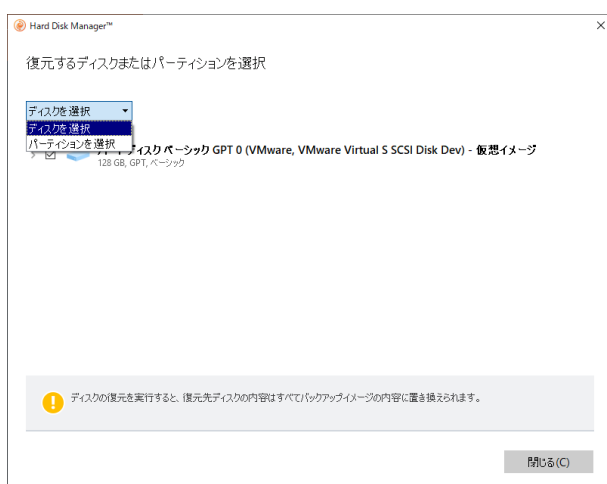 Hard Disk Manager™
復元するディスクまたはパーティションを選択
ディスクを選択
ディスクを選択
パーティションを選択
ディスク ベーシック GPT 0 (VMware, VMware Virtual S SCSI Disk Dev) - 仮想イメージ
128 GB, GPT, ベーシック
ディスクの復元を実行すると、復元先ディスクの内容はすべてバックアップイメージの内容に置き換えられます。
閉じる(C)